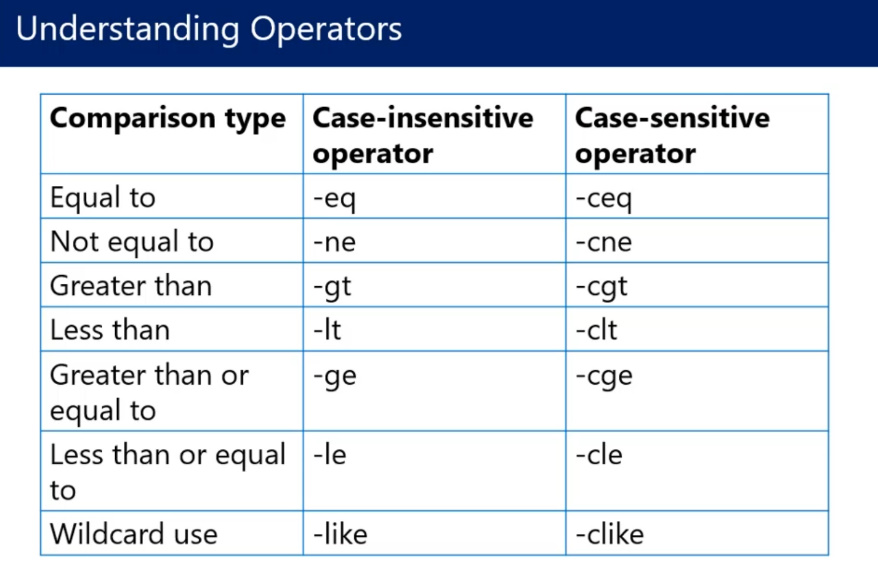 Understanding Operators
Comparison type Case-insensitive operator Case-sensitive operator
Equal to -eq -ceq
Not equal to -ne -cne
Greater than -gt -cgt
Less than -lt -clt
Greater than or equal to -ge -cge
Less than or equal to -le -cle
Wildcard use -like -clike